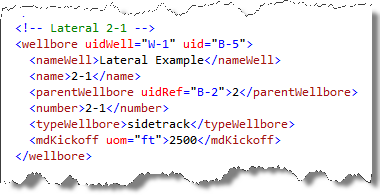 <!-- Lateral 2-1 -->
<wellbore uidWell="W-1" uid="B-5">
<nameWell>Lateral Example</nameWell>
<name>2-1</name>
<parentWellbore uidRef="B-2">2</parentWellbore>
<number>2-1</number>
<typeWellbore>sidetrack</typeWellbore>
<mdKickoff uom="ft">2500</mdKickoff>
</wellbore>